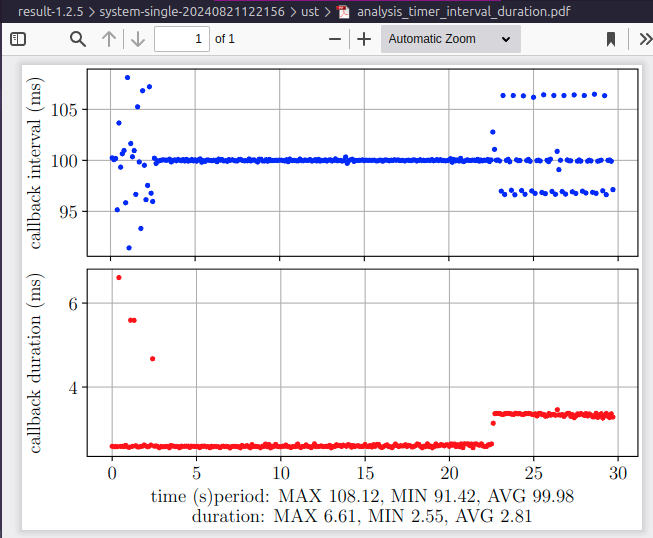 result-1.2.5 > system-single-20240821122156 > ust > analysis_timer_interval_duration.pdf
1 of 1 Automatic Zoom
callback interval (ms)
105
100
95
callback duration (ms)
6
4
0 5 10 15 20 25 30
time (s)period: MAX 108.12, MIN 91.42, AVG 99.98
duration: MAX 6.61, MIN 2.55, AVG 2.81